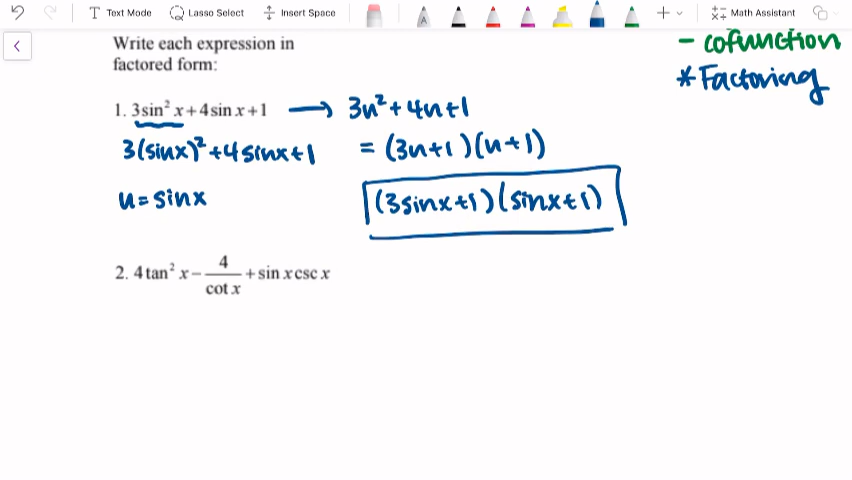 Text Mode Lasso Select Insert Space Math Assistant
- cofunction
* Factoring
Write each expression in
factored form:
1. 3sin² x + 4sin x + 1 → 3u² + 4u + 1
3(sinx)² + 4sinx + 1 = (3u+1)(u+1)
u = sinx (3sinx+1)(sinx+1)
2. 4 tan² x − 4/cot x + sin x csc x